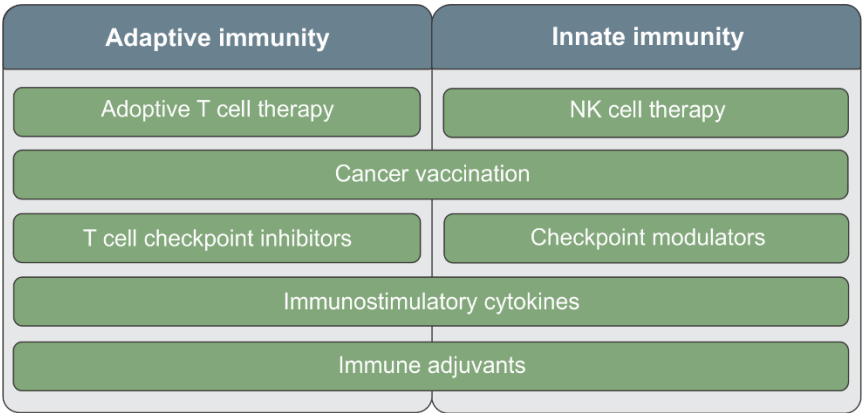 Adaptive immunity
Innate immunity
Adoptive T cell therapy
NK cell therapy
Cancer vaccination
T cell checkpoint inhibitors
Checkpoint modulators
Immunostimulatory cytokines
Immune adjuvants